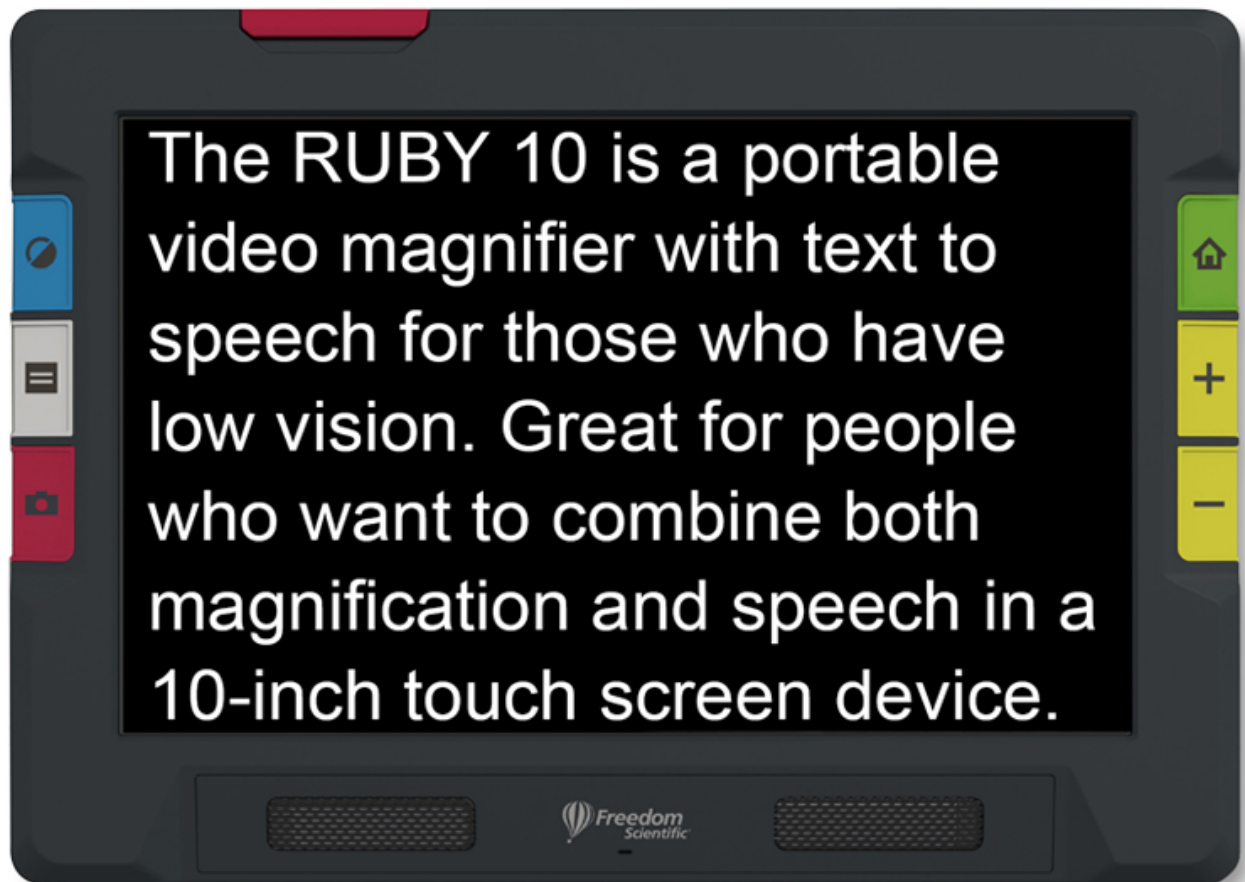 The RUBY 10 is a portable
video magnifier with text to
speech for those who have
low vision. Great for people
who want to combine both
magnification and speech in a
10-inch touch screen device.
Freedom
Scientific